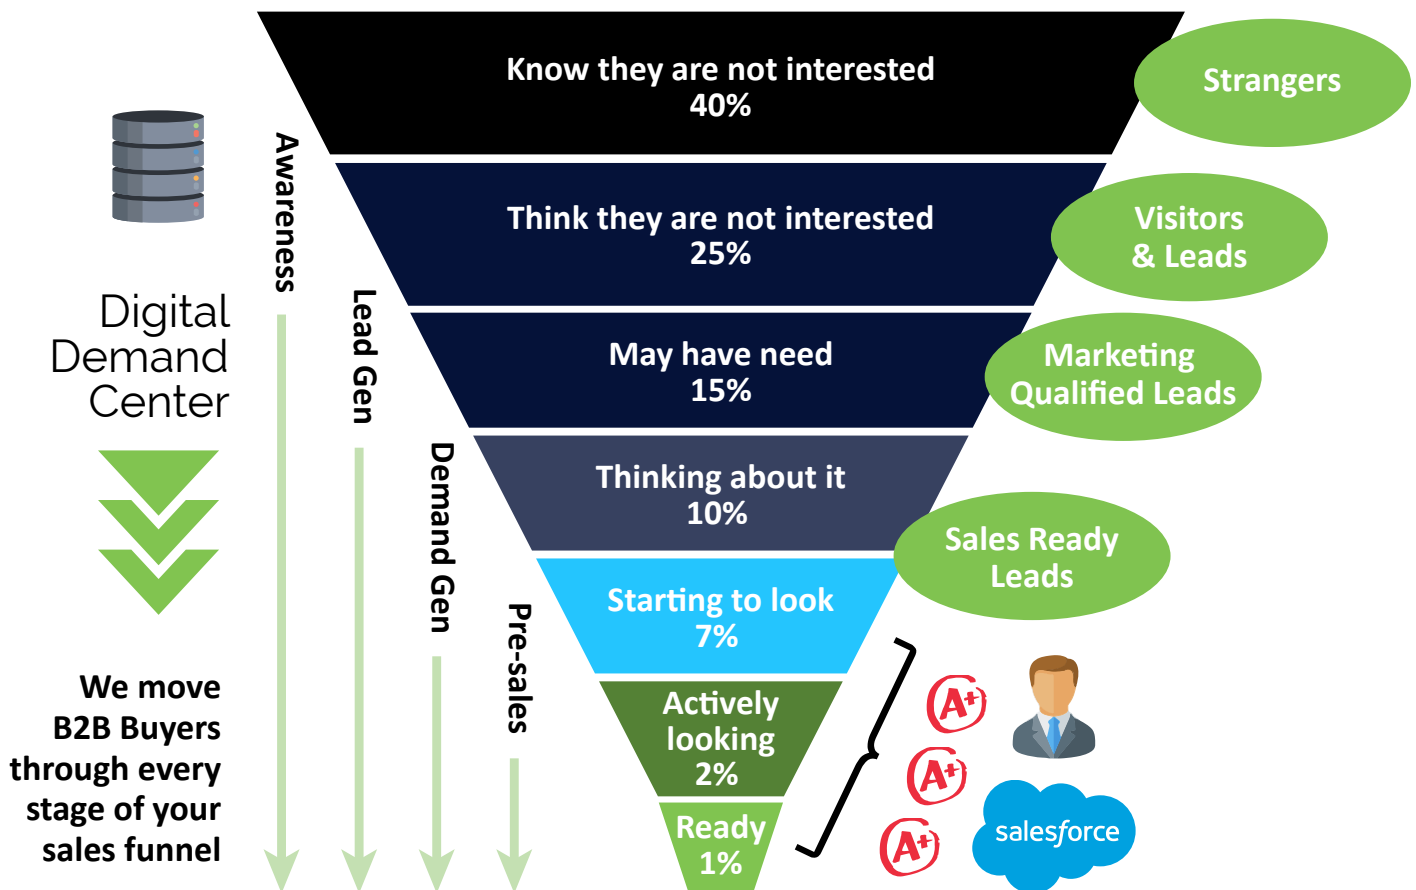 Know they are not interested
40%
Strangers
Think they are not interested
25%
Visitors
& Leads
May have need
15%
Marketing
Qualified Leads
Thinking about it
10%
Sales Ready
Leads
Starting to look
7%
Actively
looking
2%
Ready
1%
Awareness
Lead Gen
Demand Gen
Pre-sales
Digital
Demand
Center
We move
B2B Buyers
through every
stage of your
sales funnel
A+
A+
A+
salesforce